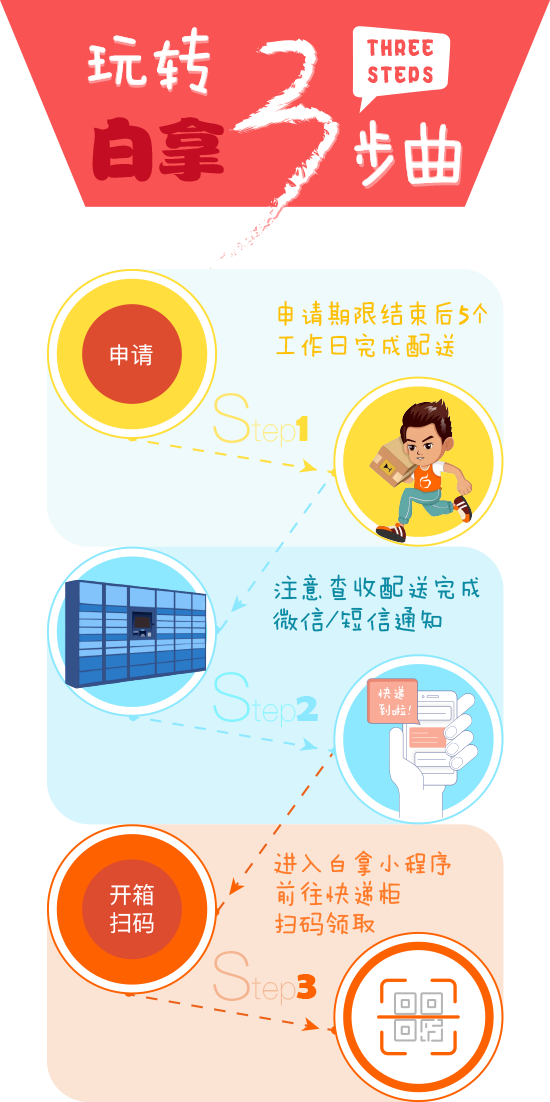 玩转
白拿
3
THREE
STEPS
步曲
申请
申请期限结束后5个
工作日完成配送
Step1
注意查收配送完成
微信/短信通知
Step2
快递
到啦!
开箱
扫码
进入白拿小程序
前往快递柜
扫码领取
Step3